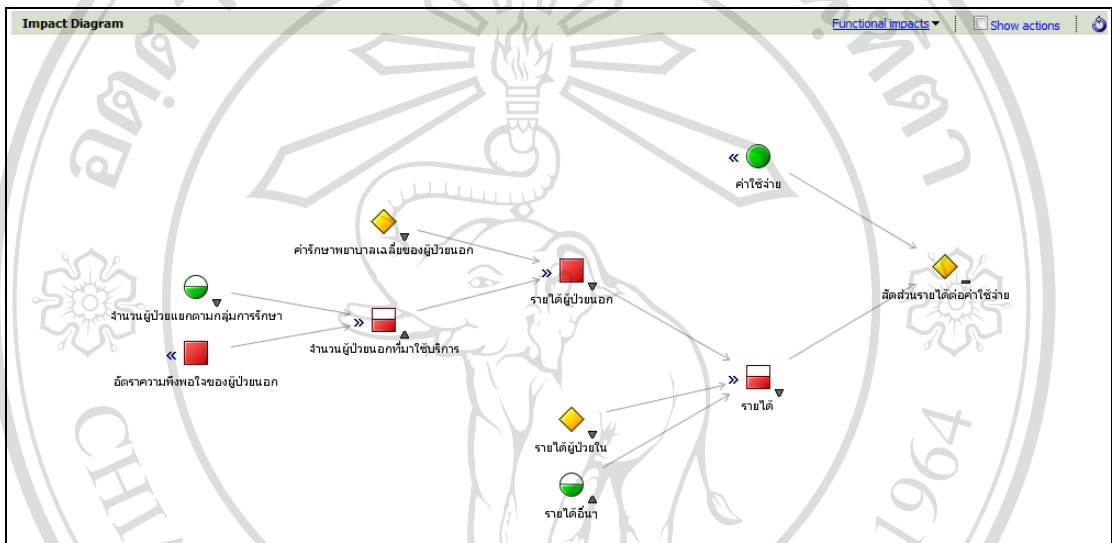 Impact Diagram
Functional impacts
Show actions
ค่าใช้จ่าย
ค่ารักษาพยาบาลเฉลี่ยของผู้ป่วยนอก
รายได้ผู้ป่วยนอก
สัดส่วนรายได้ต่อค่าใช้จ่าย
จำนวนผู้ป่วยแยกตามกลุ่มการรักษา
จำนวนผู้ป่วยนอกที่มาใช้บริการ
อัตราความพึงพอใจของผู้ป่วยนอก
รายได้
รายได้ผู้ป่วยใน
รายได้อื่นๆ
1964